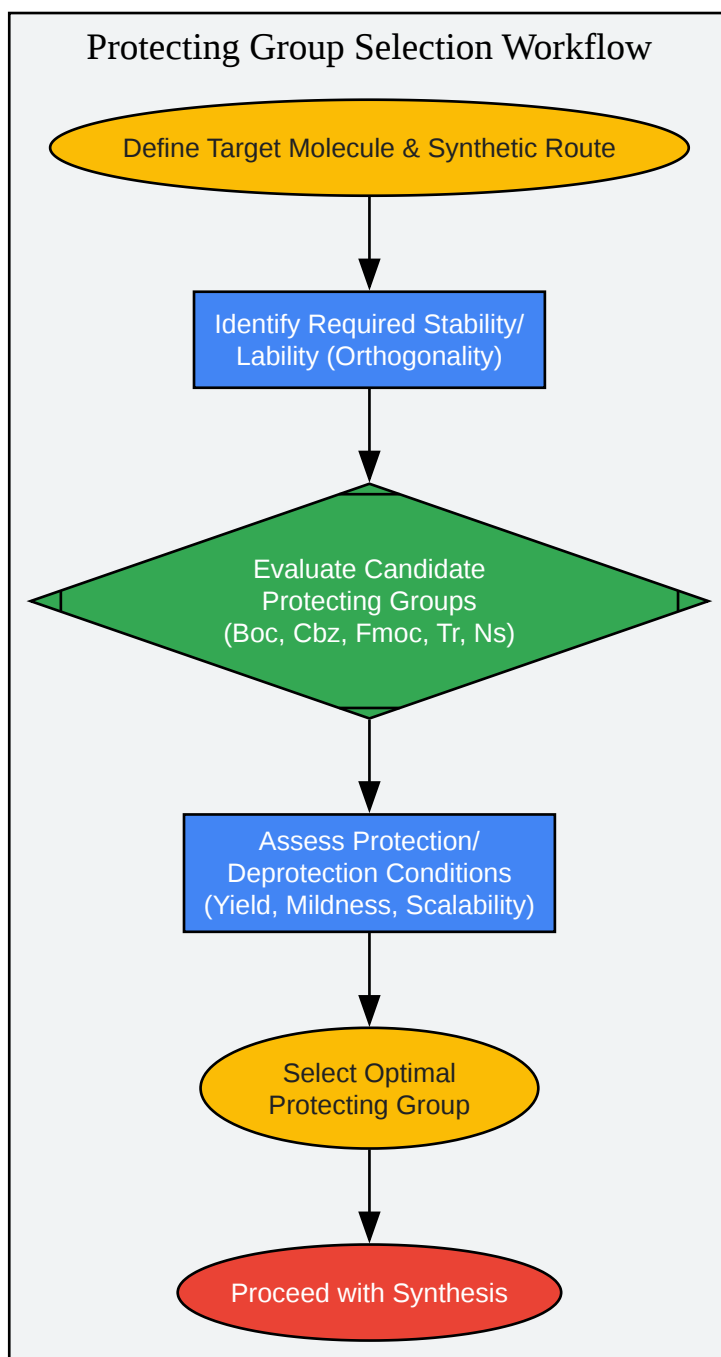 Protecting Group Selection Workflow
Define Target Molecule & Synthetic Route
Identify Required Stability/
Lability (Orthogonality)
Evaluate Candidate
Protecting Groups
(Boc, Cbz, Fmoc, Tr, Ns)
Assess Protection/
Deprotection Conditions
(Yield, Mildness, Scalability)
Select Optimal
Protecting Group
Proceed with Synthesis